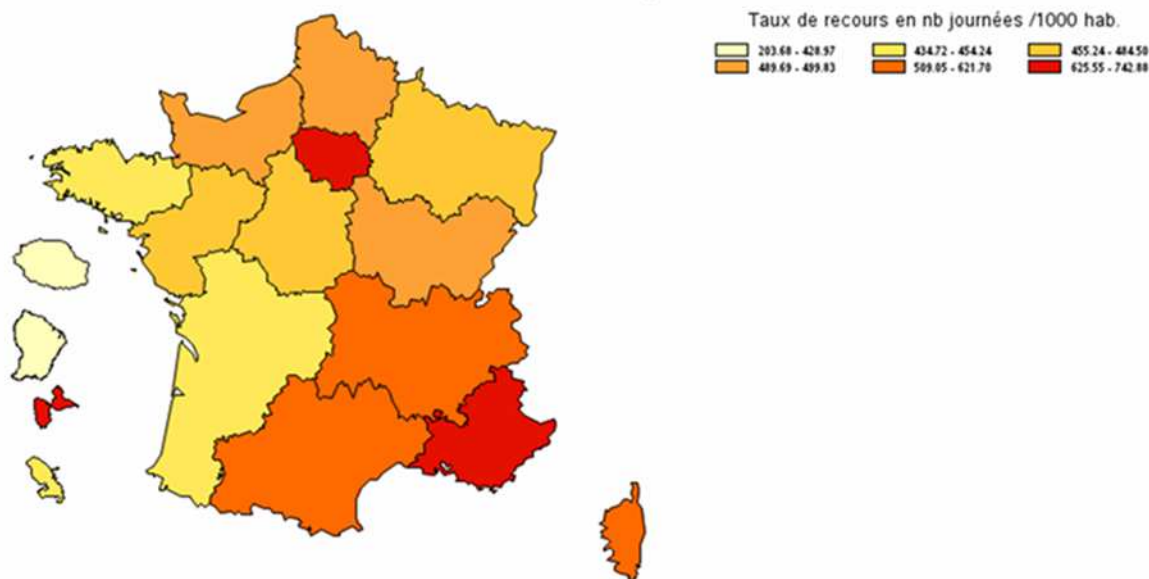 Taux de recours en nb journées /1000 hab.
203.68 - 428.97 434.72 - 454.24 455.24 - 484.50
489.69 - 499.83 509.05 - 621.70 625.55 - 742.88